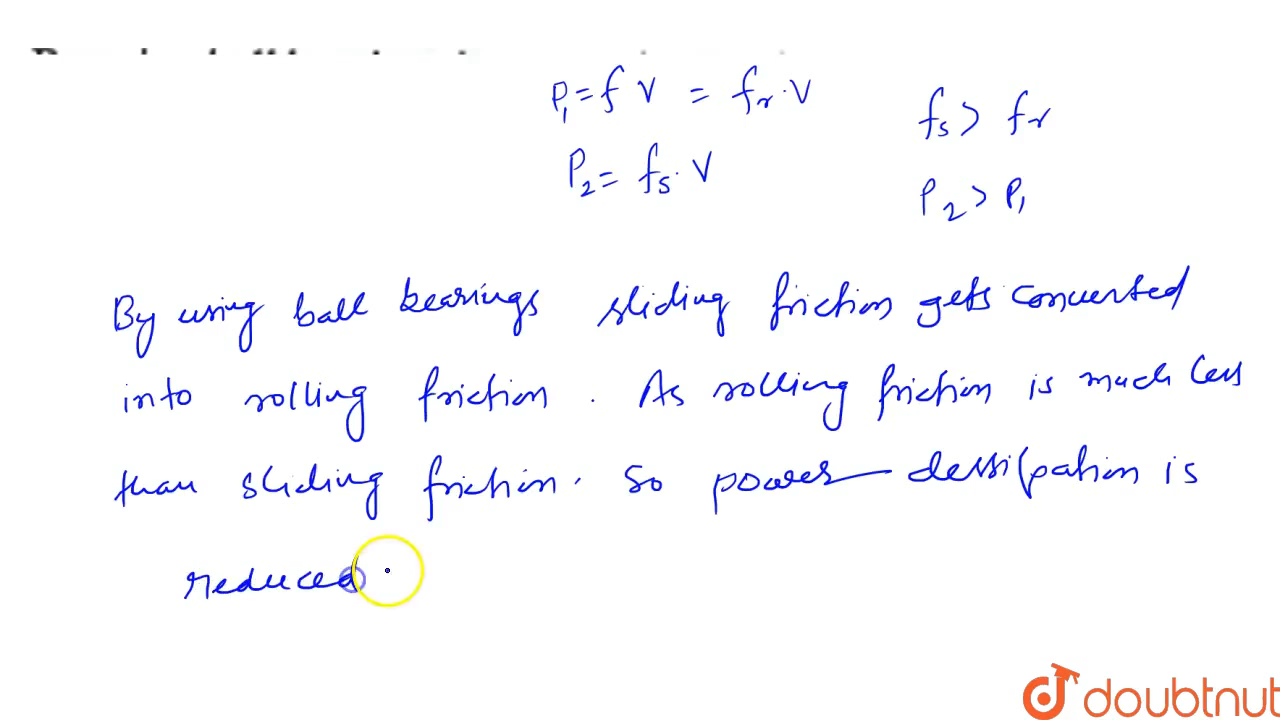 P₁ = f V = fr · V
fs > fr
P₂ = fs · V
P₂ > P₁
By using ball bearings sliding friction gets converted
into rolling friction . As rolling friction is much less
than sliding friction . So power dessipation is
reduced
doubtnut